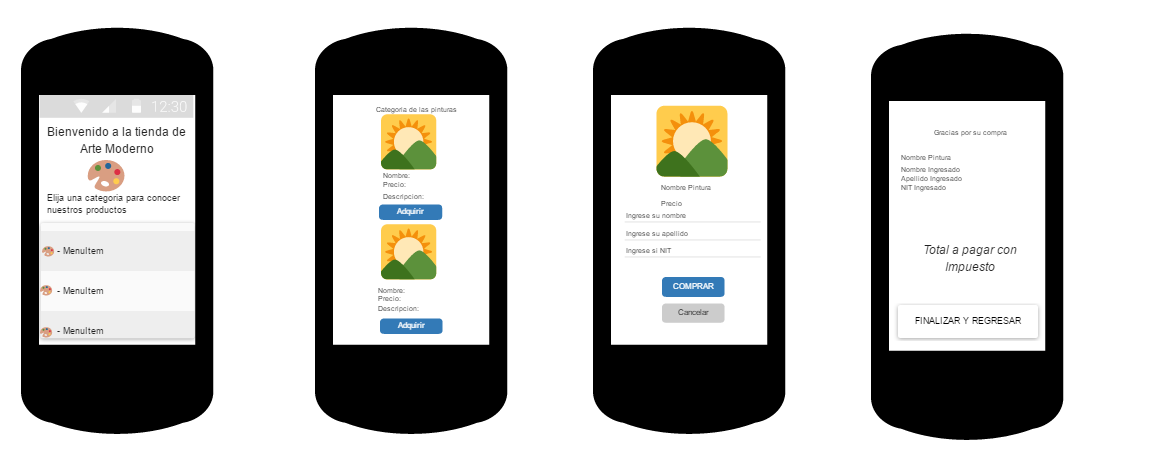 12:30
Bienvenido a la tienda de
Arte Moderno
Elija una categoria para conocer
nuestros productos
- MenuItem
- MenuItem
- MenuItem
Categoria de las pinturas
Nombre:
Precio:
Descripcion:
Adquirir
Nombre:
Precio:
Descripcion:
Adquirir
Nombre Pintura
Precio
Ingrese su nombre
Ingrese su apellido
Ingrese si NIT
COMPRAR
Cancelar
Gracias por su compra
Nombre Pintura
Nombre Ingresado
Apellido Ingresado
NIT Ingresado
Total a pagar con
Impuesto
FINALIZAR Y REGRESAR